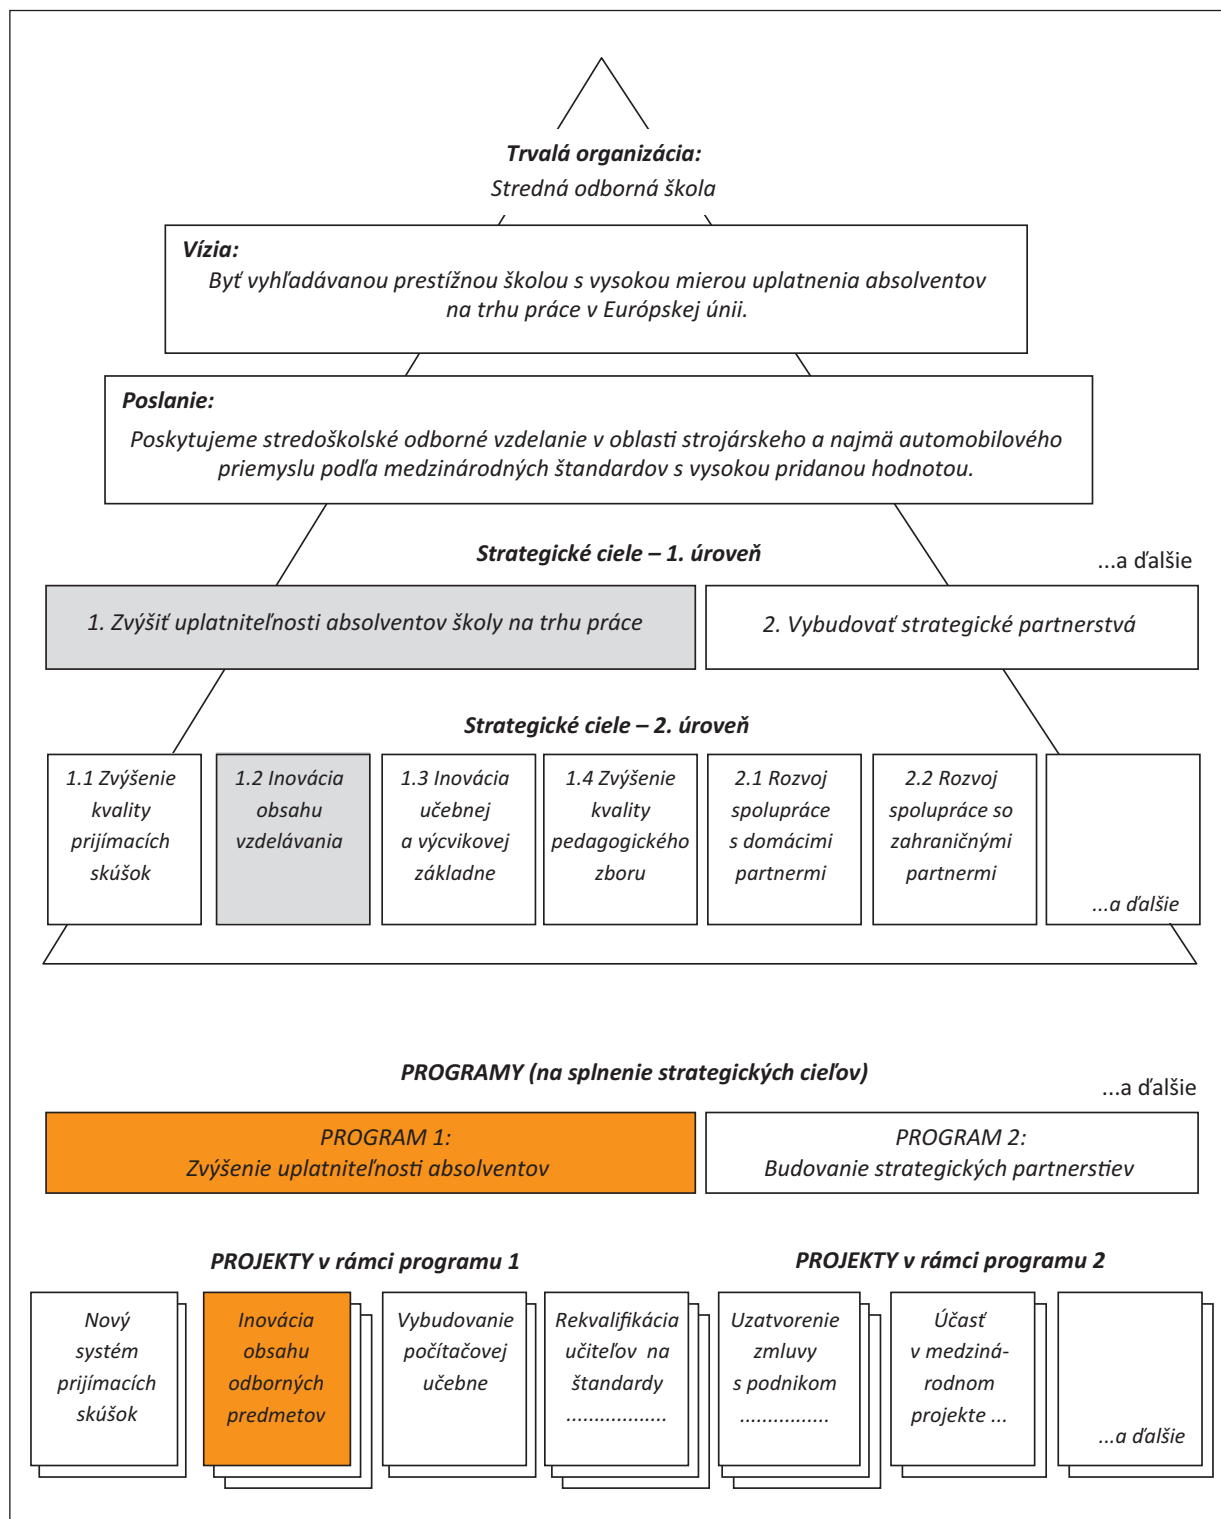 Trvalá organizácia:
Stredná odborná škola
Vízia:
Byť vyhľadávanou prestížnou školou s vysokou mierou uplatnenia absolventov
na trhu práce v Európskej únii.
Poslanie:
Poskytujeme stredoškolské odborné vzdelanie v oblasti strojárskeho a najmä automobilového
priemyslu podľa medzinárodných štandardov s vysokou pridanou hodnotou.
Strategické ciele – 1. úroveň
...a ďalšie
1. Zvýšiť uplatniteľnosti absolventov školy na trhu práce
2. Vybudovať strategické partnerstvá
Strategické ciele – 2. úroveň
1.1 Zvýšenie
kvality
prijímacích
skúšok
1.2 Inovácia
obsahu
vzdelávania
1.3 Inovácia
učebnej
a výcvikovej
základne
1.4 Zvýšenie
kvality
pedagogického
zboru
2.1 Rozvoj
spolupráce
s domácimi
partnermi
2.2 Rozvoj
spolupráce so
zahraničnými
partnermi
...a ďalšie
PROGRAMY (na splnenie strategických cieľov)
...a ďalšie
PROGRAM 1:
Zvýšenie uplatniteľnosti absolventov
PROGRAM 2:
Budovanie strategických partnerstiev
PROJEKTY v rámci programu 1
PROJEKTY v rámci programu 2
Nový
systém
prijímacích
skúšok
Inovácia
obsahu
odborných
predmetov
Vybudovanie
počítačovej
učebne
Rekvalifikácia
učiteľov na
štandardy
..................
Uzatvorenie
zmluvy
s podnikom
................
Účasť
v medziná-
rodnom
projekte ...
...a ďalšie